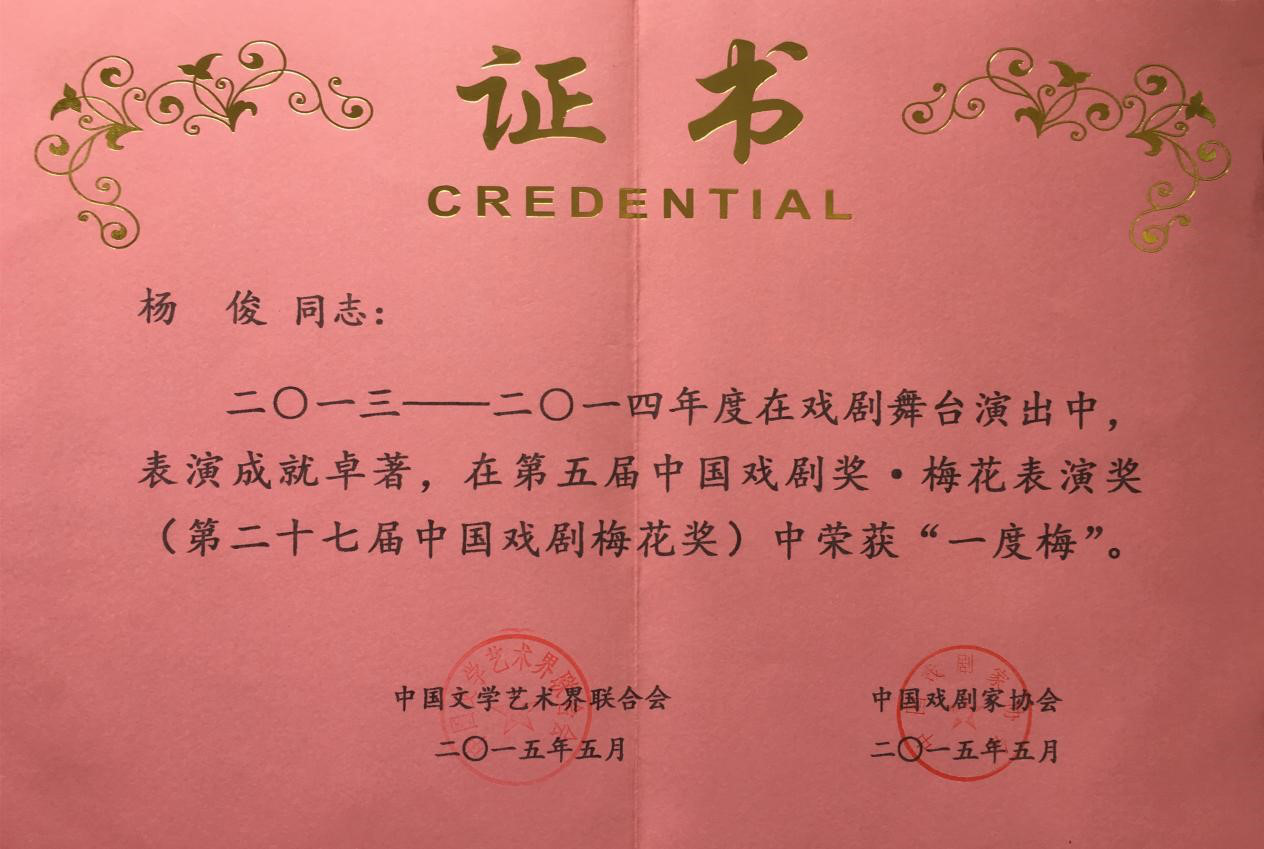 证书
CREDENTIAL
杨 俊 同志：
二〇一三——二〇一四年度在戏剧舞台演出中，
表演成就卓著，在第五届中国戏剧奖·梅花表演奖
（第二十七届中国戏剧梅花奖）中荣获“一度梅”。
中国文学艺术界联合会 中国戏剧家协会
二〇一五年五月 二〇一五年五月